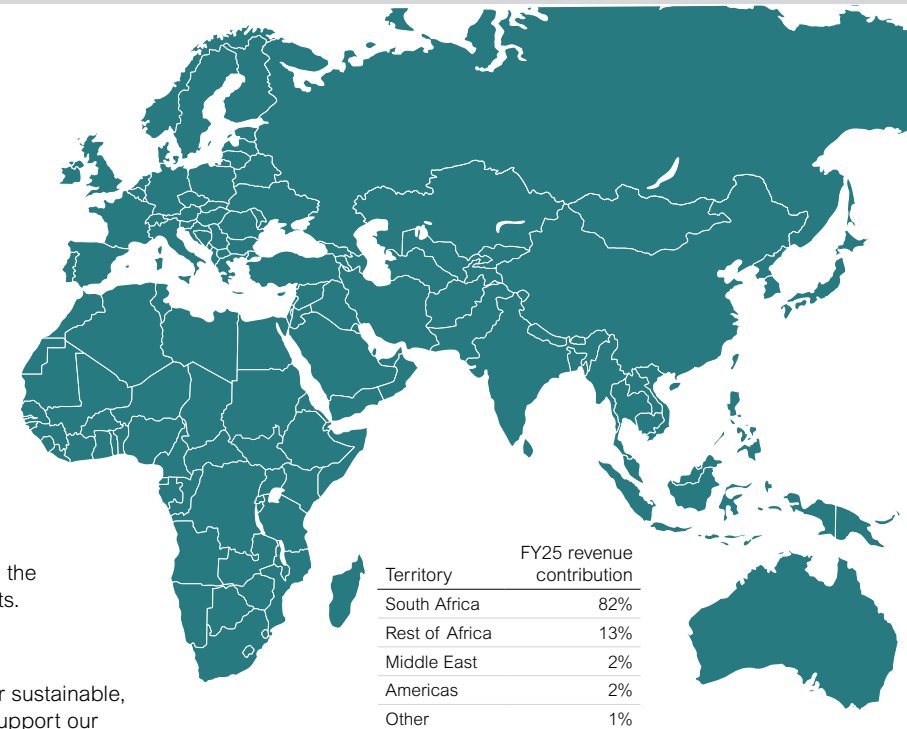 the
ts.
r sustainable,
upport our
FY25 revenue
Territory contribution
South Africa 82%
Rest of Africa 13%
Middle East 2%
Americas 2%
Other 1%